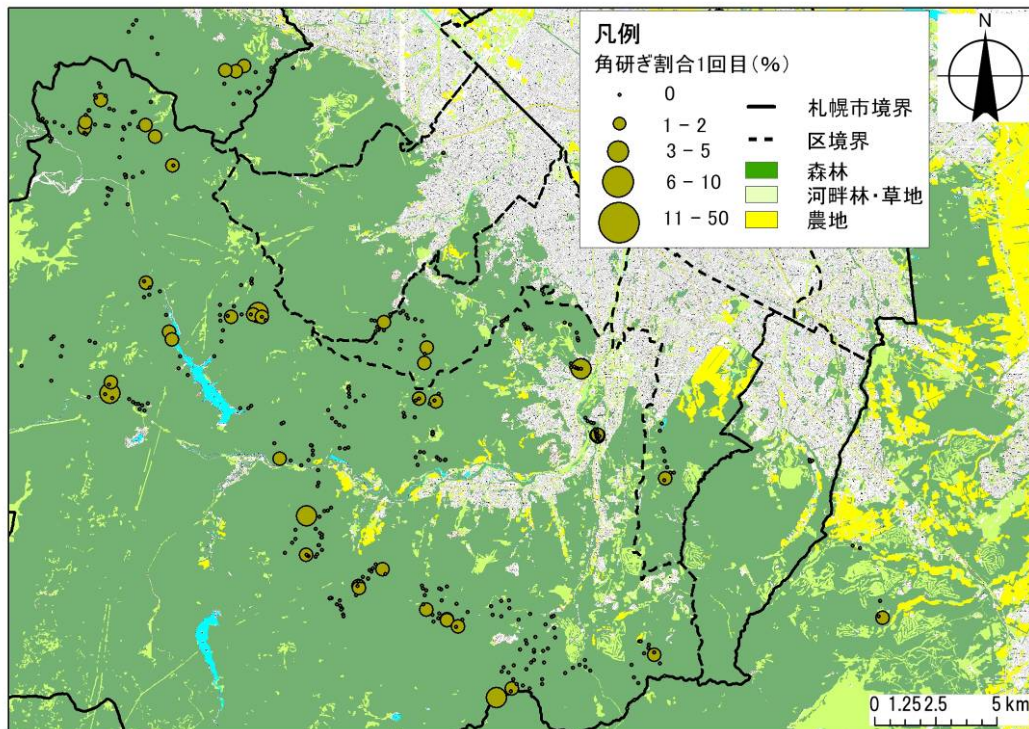 凡例
角研ぎ割合1回目(%)
0
1 - 2
3 - 5
6 - 10
11 - 50
札幌市境界
区境界
森林
河畔林・草地
農地
N
0 1.25 2.5 5 km